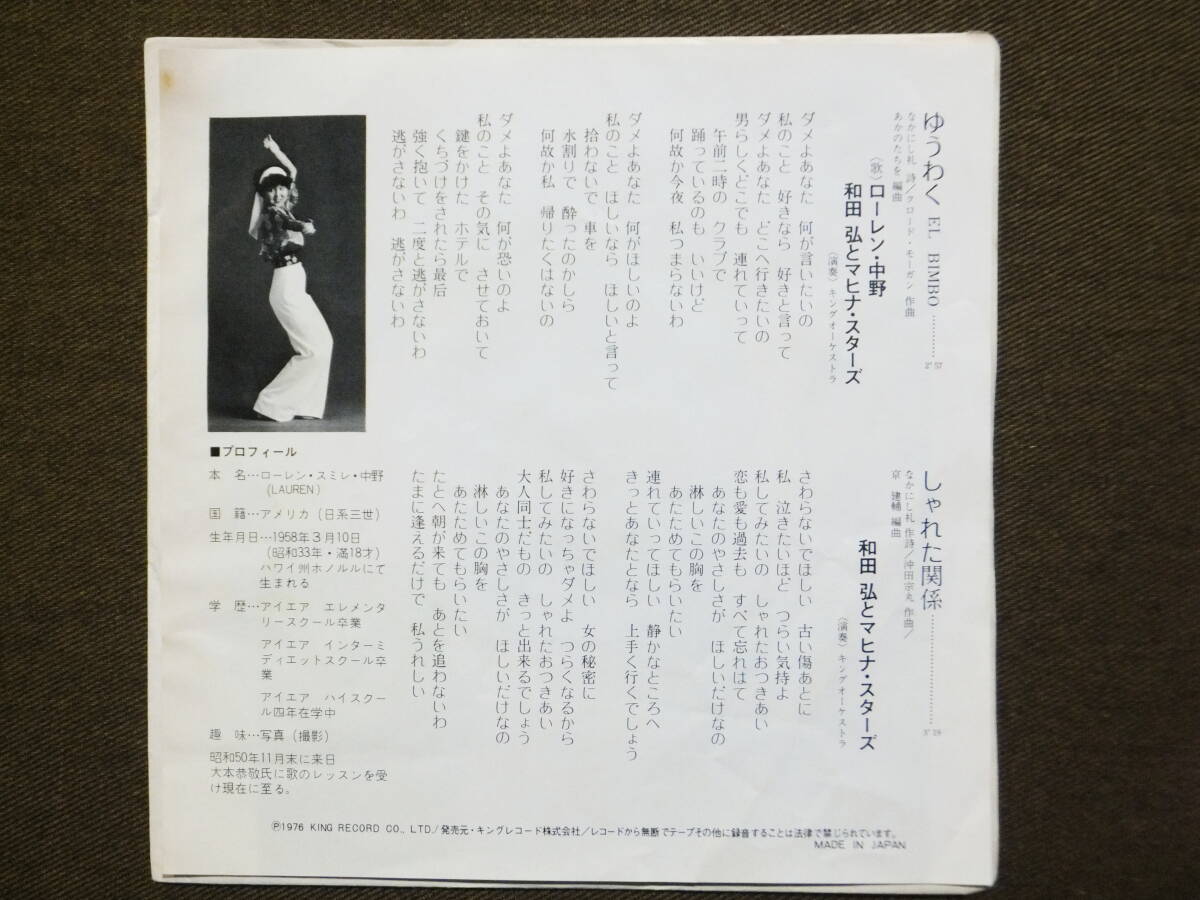 ゆうわく EL BIMBO………… 2'57
なかにし礼 詩/クロード・モーガン 作曲
あかのたちを 編曲
〈歌〉ローレン・中野
和田 弘とマヒナ・スターズ
〈演奏〉キングオーケストラ
ダメよあなた 何が言いたいの
私のこと 好きなら 好きと言って
ダメよあなた どこへ行きたいの
男らしくどこでも 連れていって
午前二時の クラブで
踊っているのも いいけど
何故か今夜 私つまらないわ
ダメよあなた 何がほしいのよ
私のこと ほしいなら ほしいと言って
拾わないで 車を
水割りで 酔ったのかしら
何故か私 帰りたくはないの
ダメよあなた 何が恐いのよ
私のこと その気に させておいて
鍵をかけた ホテルで
くちづけをされたら最后
強く抱いて 二度と逃がさないわ
逃がさないわ 逃がさないわ
しゃれた関係………………… 3'28
なかにし礼 作詩/沖田宗丸 作曲/
京 建輔 編曲
和田 弘とマヒナ・スターズ
〈演奏〉キングオーケストラ
さわらないでほしい 古い傷あとに
私 泣きたいほど つらい気持よ
私してみたいの しゃれたおつきあい
恋も愛も過去も すべて忘れはて
あなたのやさしさが ほしいだけなの
淋しいこの胸を
あたためてもらいたい
連れていってほしい 静かなところへ
きっとあなたとなら 上手く行くでしょう
さわらないでほしい 女の秘密に
好きになっちゃダメよ つらくなるから
私してみたいの しゃれたおつきあい
大人同士だもの きっと出来るでしょう
あなたのやさしさが ほしいだけなの
淋しいこの胸を
あたためてもらいたい
たとへ朝が来ても あとを追わないわ
たまに逢えるだけで 私うれしい
■プロフィール
本 名…ローレン・スミレ・中野
(LAUREN)
国 籍…アメリカ(日系三世)
生年月日…1958年3月10日
(昭和33年・満18才)
ハワイ州ホノルルにて
生まれる
学 歴…アイエア エレメンタ
リースクール卒業
アイエア インターミ
ディエットスクール卒
業
アイエア ハイスクー
ル四年在学中
趣 味…写真(撮影)
昭和50年11月末に来日
大本恭敬氏に歌のレッスンを受
け現在に至る。
Ⓟ1976 KING RECORD CO., LTD./発売元・キングレコード株式会社/レコードから無断でテープその他に録音することは法律で禁じられています。
MADE IN JAPAN